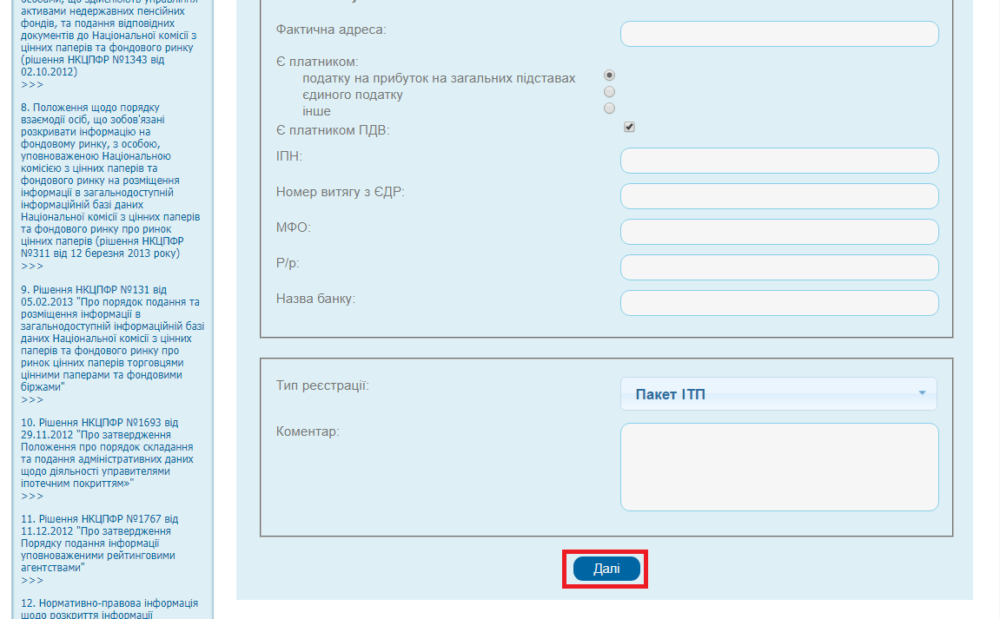 особами, що здійснюють управління
активами недержавних пенсійних
фондів, та подання відповідних
документів до Національної комісії з
цінних паперів та фондового ринку
(рішення НКЦПФР №1343 від
02.10.2012)
>>>
8. Положення щодо порядку
взаємодії осіб, що зобов'язані
розкривати інформацію на
фондовому ринку, з особою,
уповноваженою Національною
комісією з цінних паперів та
фондового ринку на розміщення
інформації в загальнодоступній
інформаційній базі даних
Національної комісії з цінних паперів
та фондового ринку про ринок
цінних паперів (рішення НКЦПФР
№311 від 12 березня 2013 року)
>>>
9. Рішення НКЦПФР №131 від
05.02.2013 "Про порядок подання та
розміщення інформації в
загальнодоступній інформаційній базі
даних Національної комісії з цінних
паперів та фондового ринку про
ринок цінних паперів торговцями
цінними паперами та фондовими
біржами"
>>>
10. Рішення НКЦПФР №1693 від
29.11.2012 "Про затвердження
Положення про порядок складання
та подання адміністративних даних
щодо діяльності управителями
іпотечним покриттям»"
>>>
11. Рішення НКЦПФР №1767 від
11.12.2012 "Про затвердження
Порядку подання інформації
уповноваженими рейтинговими
агентствами"
>>>
12. Нормативно-правова інформація
щодо розкриття інформації
Фактична адреса:
Є платником:
податку на прибуток на загальних підставах
єдиного податку
інше
Є платником ПДВ:
ІПН:
Номер витягу з ЄДР:
МФО:
Р/р:
Назва банку:
Тип реєстрації:
Пакет ІТП
Коментар:
Далі